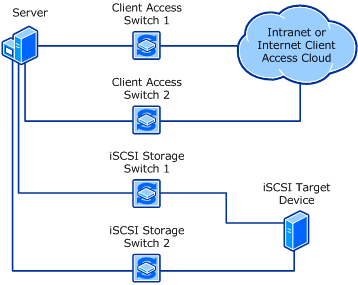 Server
Client Access
Switch 1
Intranet or
Internet Client
Access Cloud
Client Access
Switch 2
iSCSI Storage
Switch 1
iSCSI Target
Device
iSCSI Storage
Switch 2